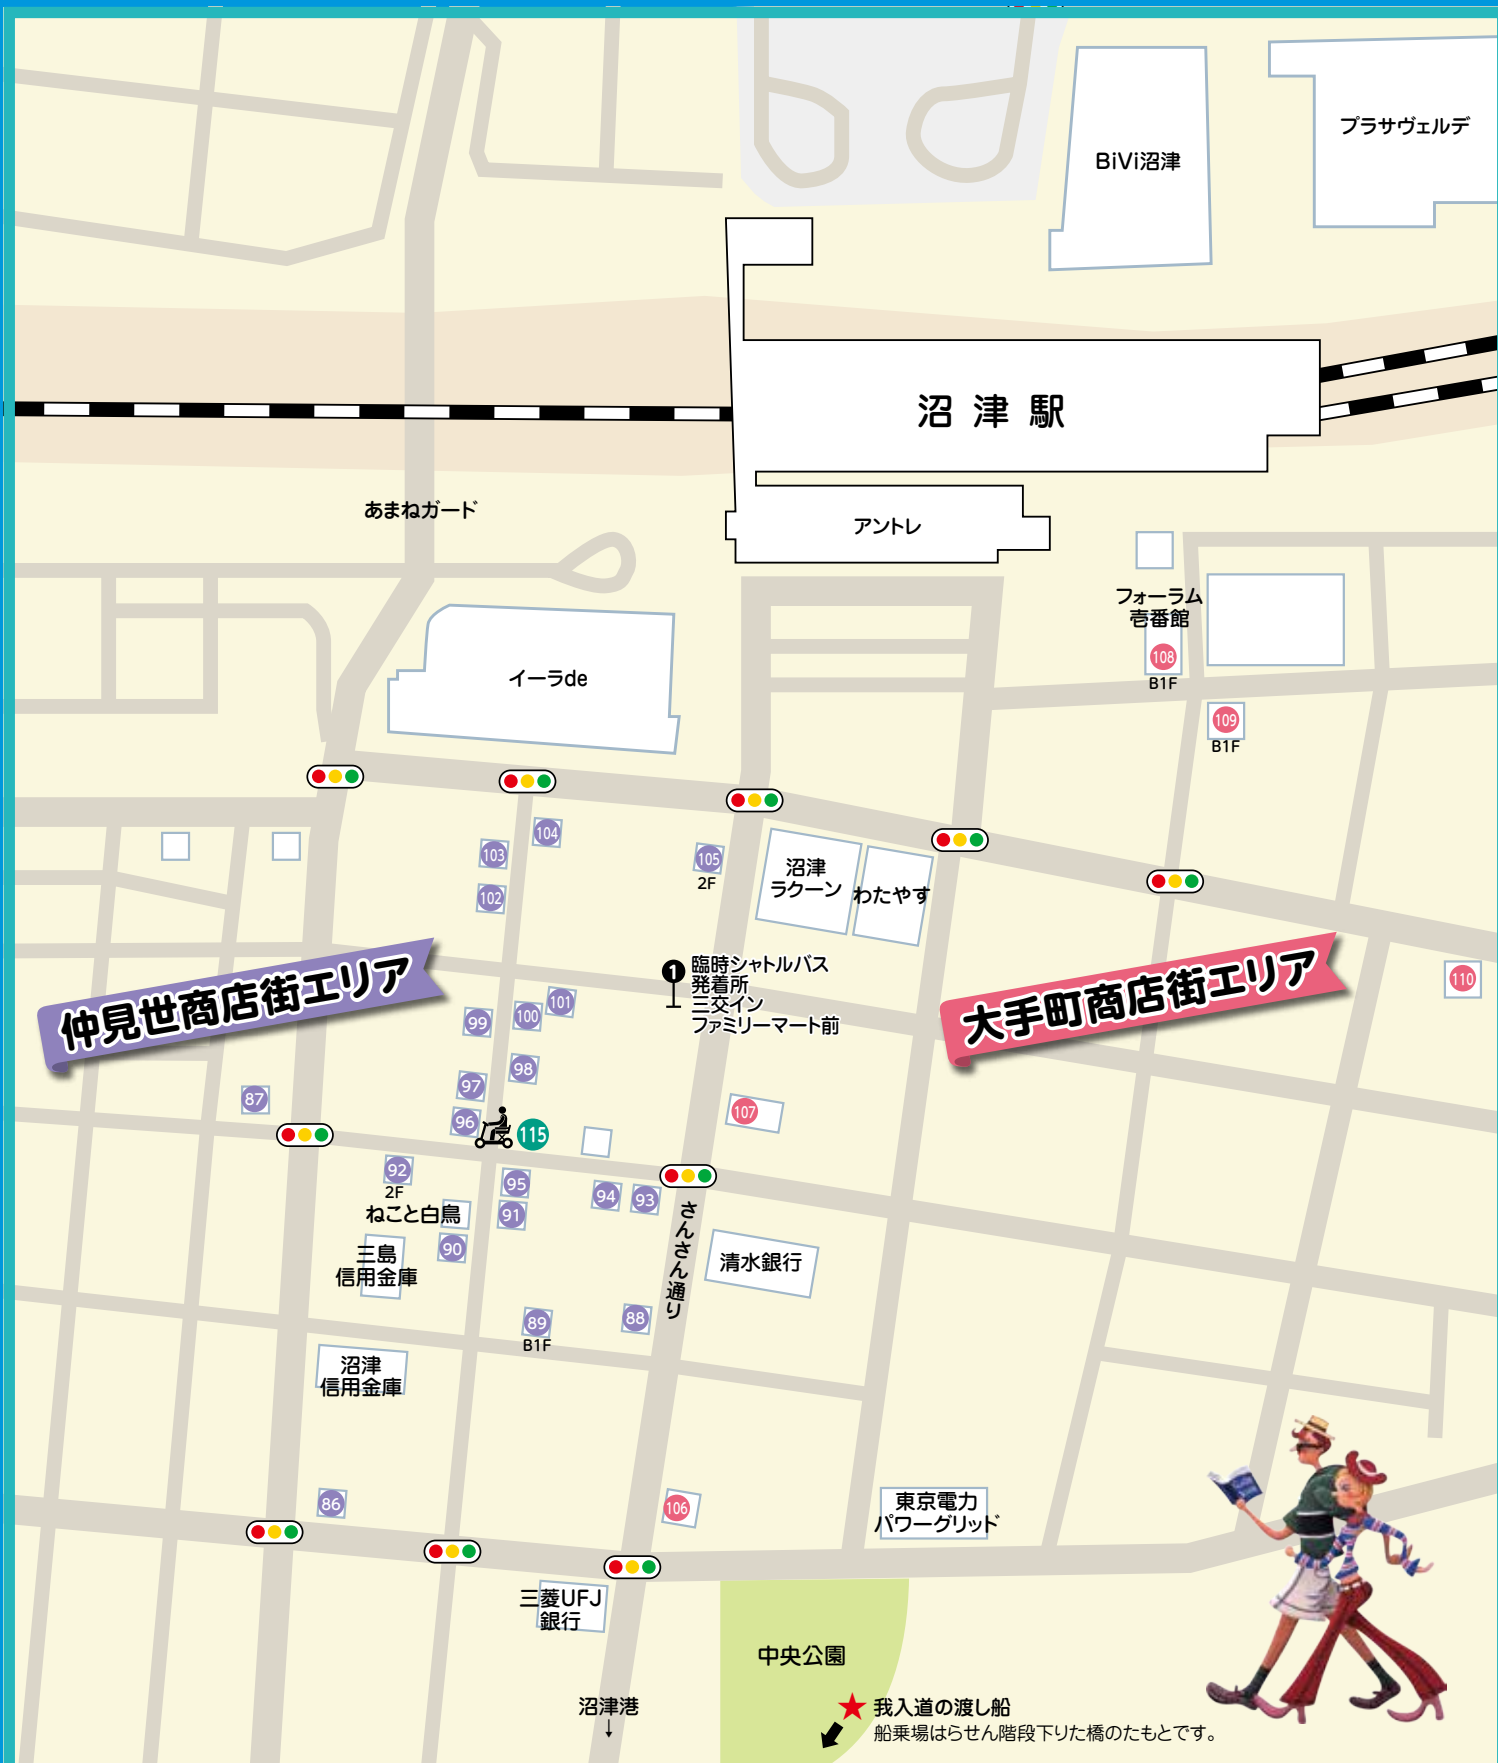 プラサヴェルデ
BiVi沼津
沼津駅
あまねガード
アントレ
フォーラム
壱番館
108
B1F
イーラde
109
B1F
104
103
105
2F
102
沼津
ラクーン
わたやす
仲見世商店街エリア
大手町商店街エリア
1
臨時シャトルバス
発着所
三交イン
ファミリーマート前
110
101
100
99
98
97
87
96
115
107
92
2F
95
94
93
ねこと白鳥
91
90
さんさん通り
三島
信用金庫
清水銀行
89
B1F
88
沼津
信用金庫
86
106
東京電力
パワーグリッド
三菱UFJ
銀行
中央公園
沼津港
↓
★我入道の渡し船
船乗場はらせん階段下りた橋のたもとです。